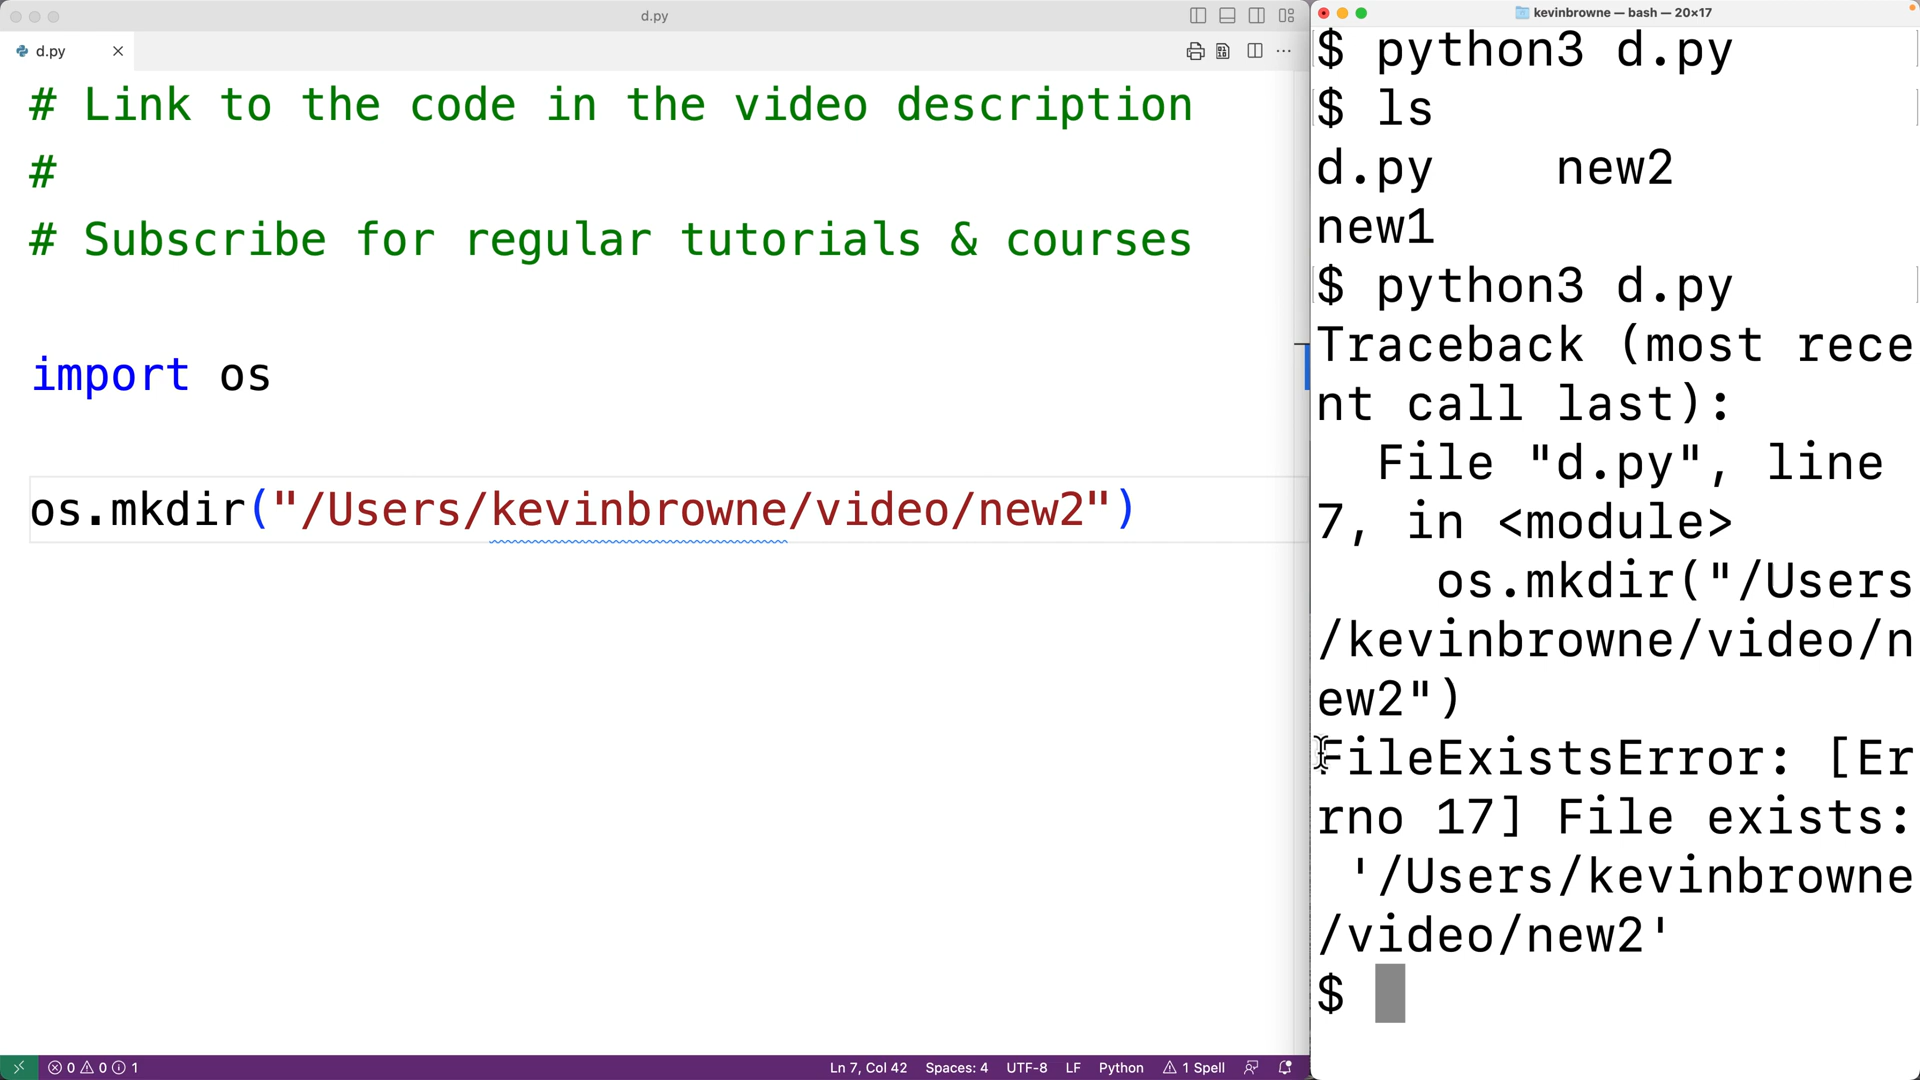 d.py
d.py
# Link to the code in the video description
#
# Subscribe for regular tutorials & courses
import os
os.mkdir("/Users/kevinbrowne/video/new2")
0 0 1
Ln 7, Col 42 Spaces: 4 UTF-8 LF Python 1 Spell
kevinbrowne — bash — 20×17
$ python3 d.py
$ ls
d.py new2
new1
$ python3 d.py
Traceback (most rece
nt call last):
File "d.py", line
7, in <module>
os.mkdir("/Users
/kevinbrowne/video/n
ew2")
FileExistsError: [Er
rno 17] File exists:
'/Users/kevinbrowne
/video/new2'
$